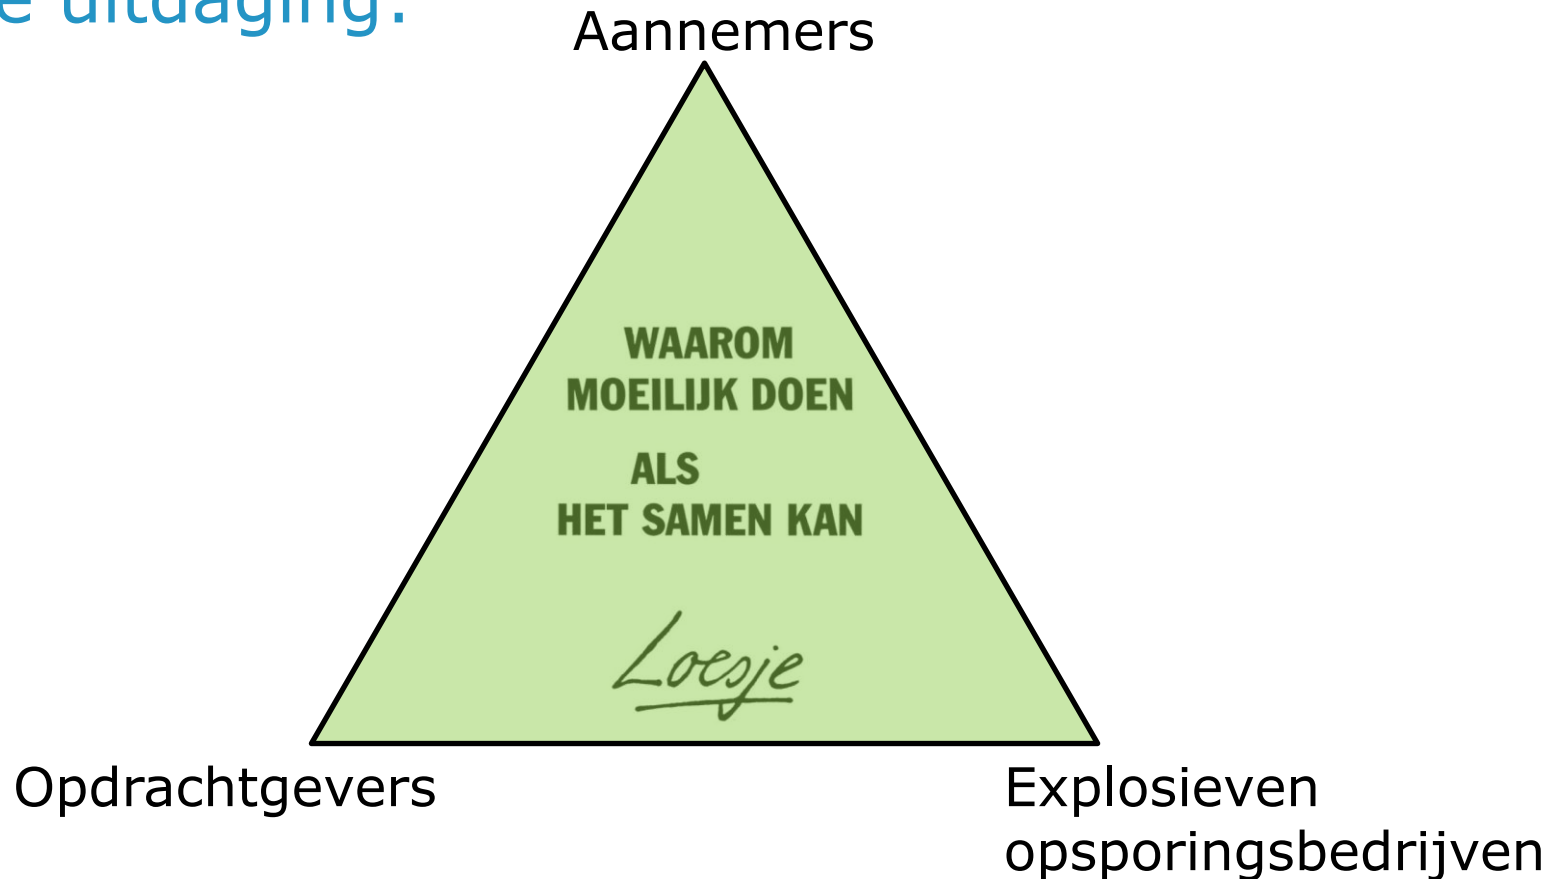 e uitdaging:
Aannemers
WAAROM
MOEILIJK DOEN
ALS
HET SAMEN KAN
Loesje
Opdrachtgevers
Explosieven
opsporingsbedrijven